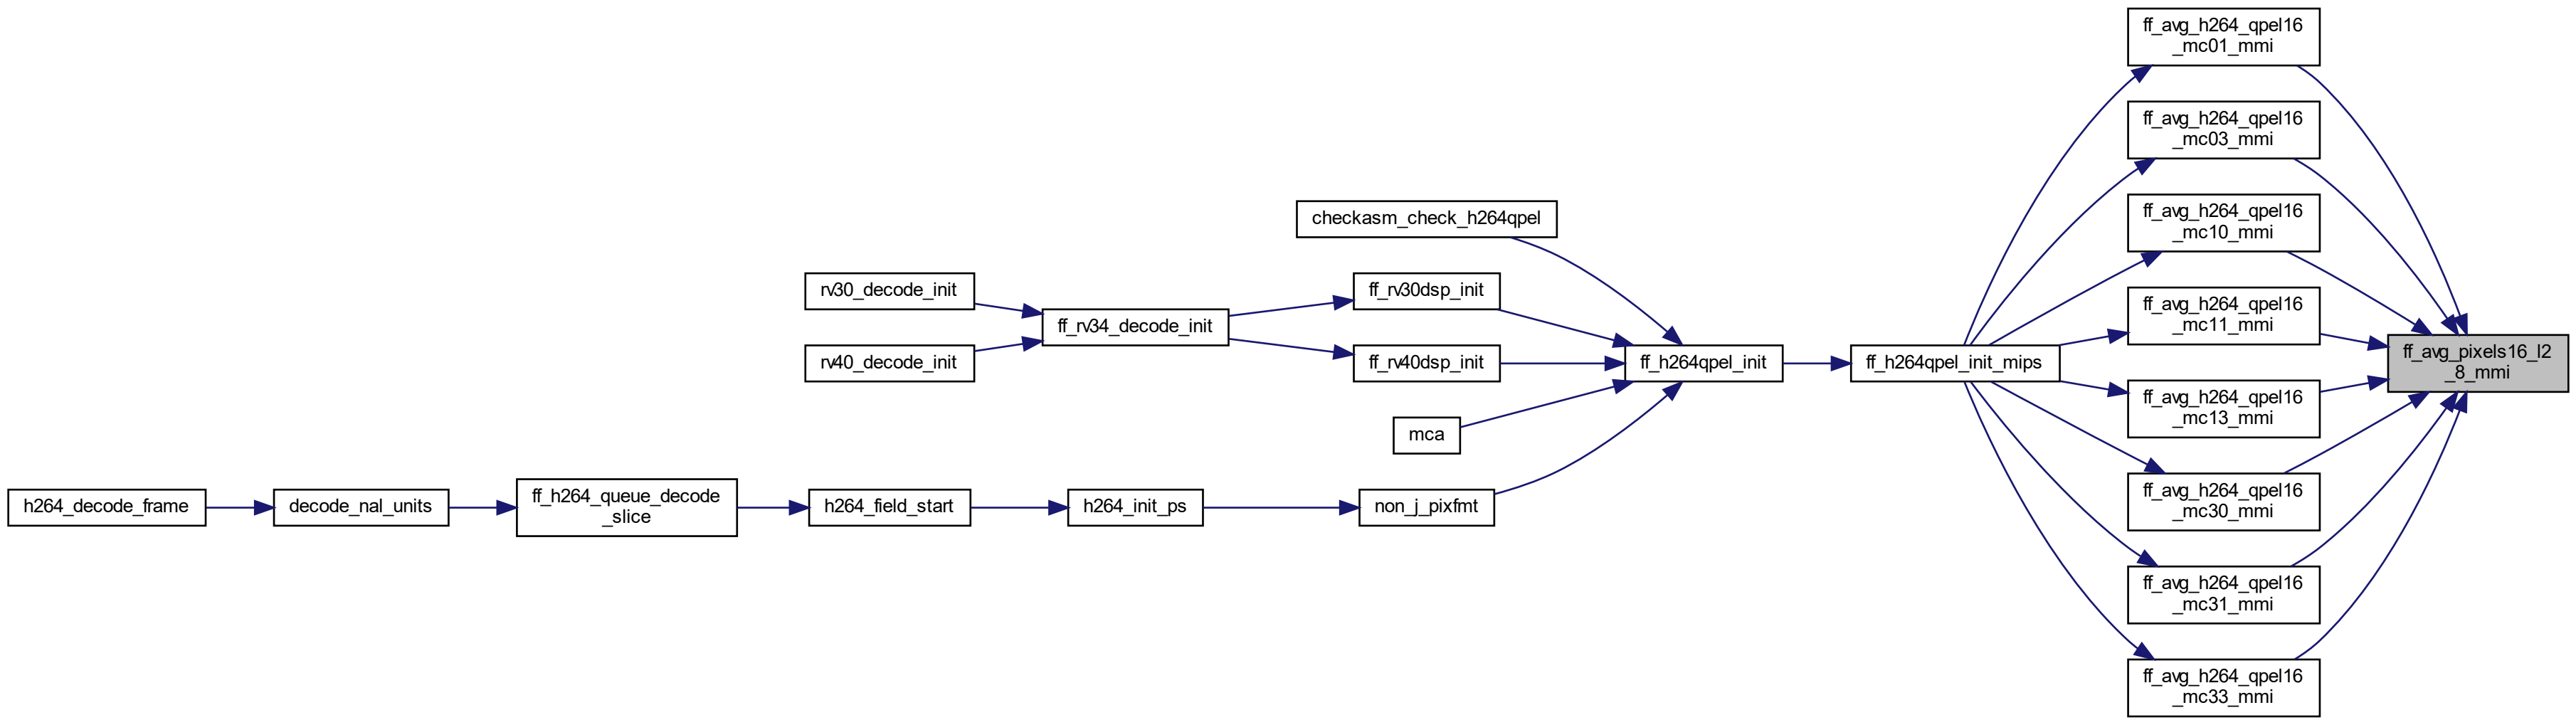 ff_avg_h264_qpel16
_mc01_mmi
ff_avg_h264_qpel16
_mc03_mmi
ff_avg_h264_qpel16
_mc10_mmi
checkasm_check_h264qpel
rv30_decode_init
ff_rv30dsp_init
ff_avg_h264_qpel16
_mc11_mmi
ff_rv34_decode_init
rv40_decode_init
ff_rv40dsp_init
ff_h264qpel_init
ff_h264qpel_init_mips
ff_avg_pixels16_l2
_8_mmi
ff_avg_h264_qpel16
_mc13_mmi
mca
h264_decode_frame
decode_nal_units
ff_h264_queue_decode
_slice
h264_field_start
h264_init_ps
non_j_pixfmt
ff_avg_h264_qpel16
_mc30_mmi
ff_avg_h264_qpel16
_mc31_mmi
ff_avg_h264_qpel16
_mc33_mmi